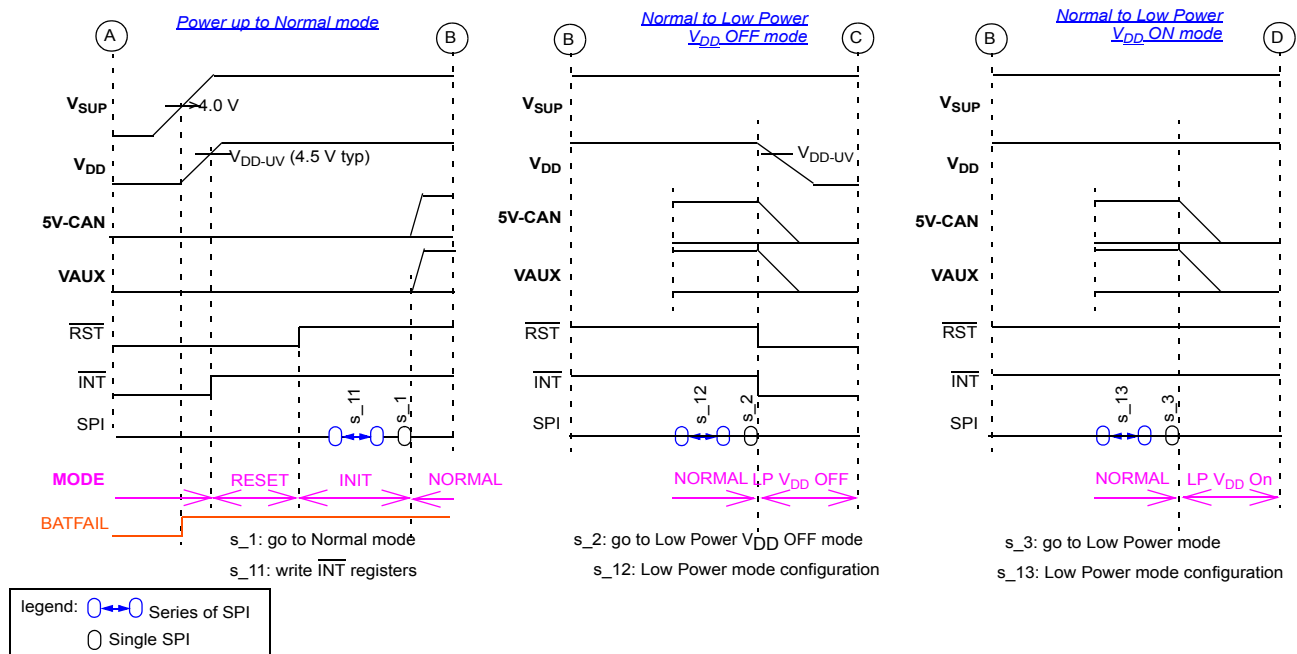 Power up to Normal mode
A
B
VSUP
4.0 V
VDD
VDD-UV (4.5 V typ)
5V-CAN
VAUX
RST
INT
s_11
s_1
SPI
MODE
RESET
INIT
NORMAL
BATFAIL
s_1: go to Normal mode
s_11: write INT registers
legend:
Series of SPI
Single SPI
Normal to Low Power
VDD OFF mode
B
C
VSUP
VDD
VDD-UV
5V-CAN
VAUX
RST
INT
s_12
s_2
SPI
NORMAL
LP VDD OFF
s_2: go to Low Power VDD OFF mode
s_12: Low Power mode configuration
Normal to Low Power
VDD ON mode
B
D
VSUP
VDD
5V-CAN
VAUX
RST
INT
s_13
s_3
SPI
NORMAL
LP VDD On
s_3: go to Low Power mode
s_13: Low Power mode configuration